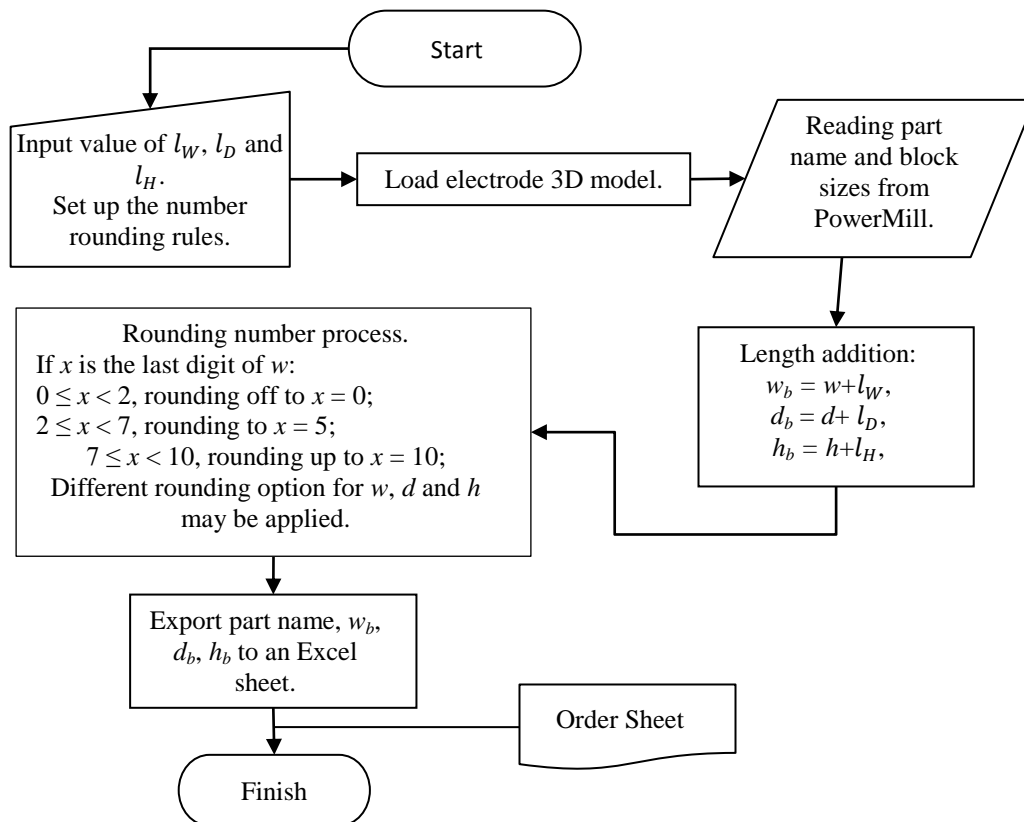 Start
Input value of l_W, l_D and
l_H.
Set up the number
rounding rules.
Load electrode 3D model.
Reading part
name and block
sizes from
PowerMill.
Length addition:
w_b = w+l_W,
d_b = d+ l_D,
h_b = h+l_H,
Rounding number process.
If x is the last digit of w:
0 ≤ x < 2, rounding off to x = 0;
2 ≤ x < 7, rounding to x = 5;
7 ≤ x < 10, rounding up to x = 10;
Different rounding option for w, d and h
may be applied.
Export part name, w_b,
d_b, h_b to an Excel
sheet.
Order Sheet
Finish